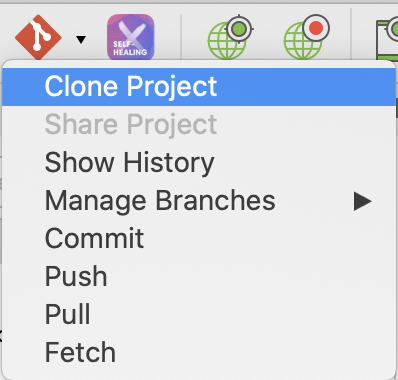 SELF-
HEALING
Clone Project
Share Project
Show History
Manage Branches
Commit
Push
Pull
Fetch